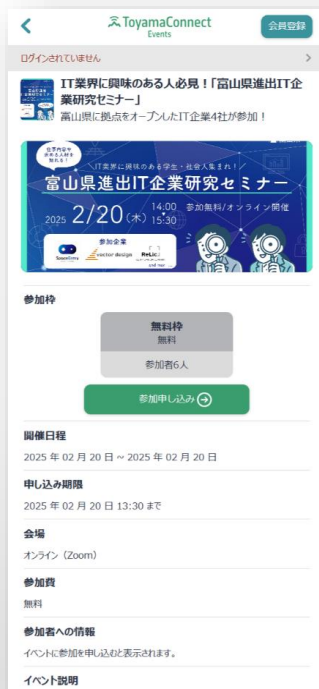 ToyamaConnect
Events
会員登録
ログインされていません
IT業界に興味のある人必見！「富山県進出IT企
業研究セミナー」
富山県に拠点をオープンしたIT企業4社が参加！
IT業界に興味のある学生・社会人集まれ！
富山県進出IT企業研究セミナー
2025 2/20(木) 14:00 15:30 参加無料/オンライン開催
参加企業
vector design
ReLic
参加枠
無料枠
無料
参加者6人
参加申し込み
開催日程
2025 年 02 月 20 日 ~ 2025 年 02 月 20 日
申し込み期限
2025 年 02 月 20 日 13:30 まで
会場
オンライン（Zoom）
参加費
無料
参加者への情報
イベントに参加を申し込むと表示されます。
イベント説明